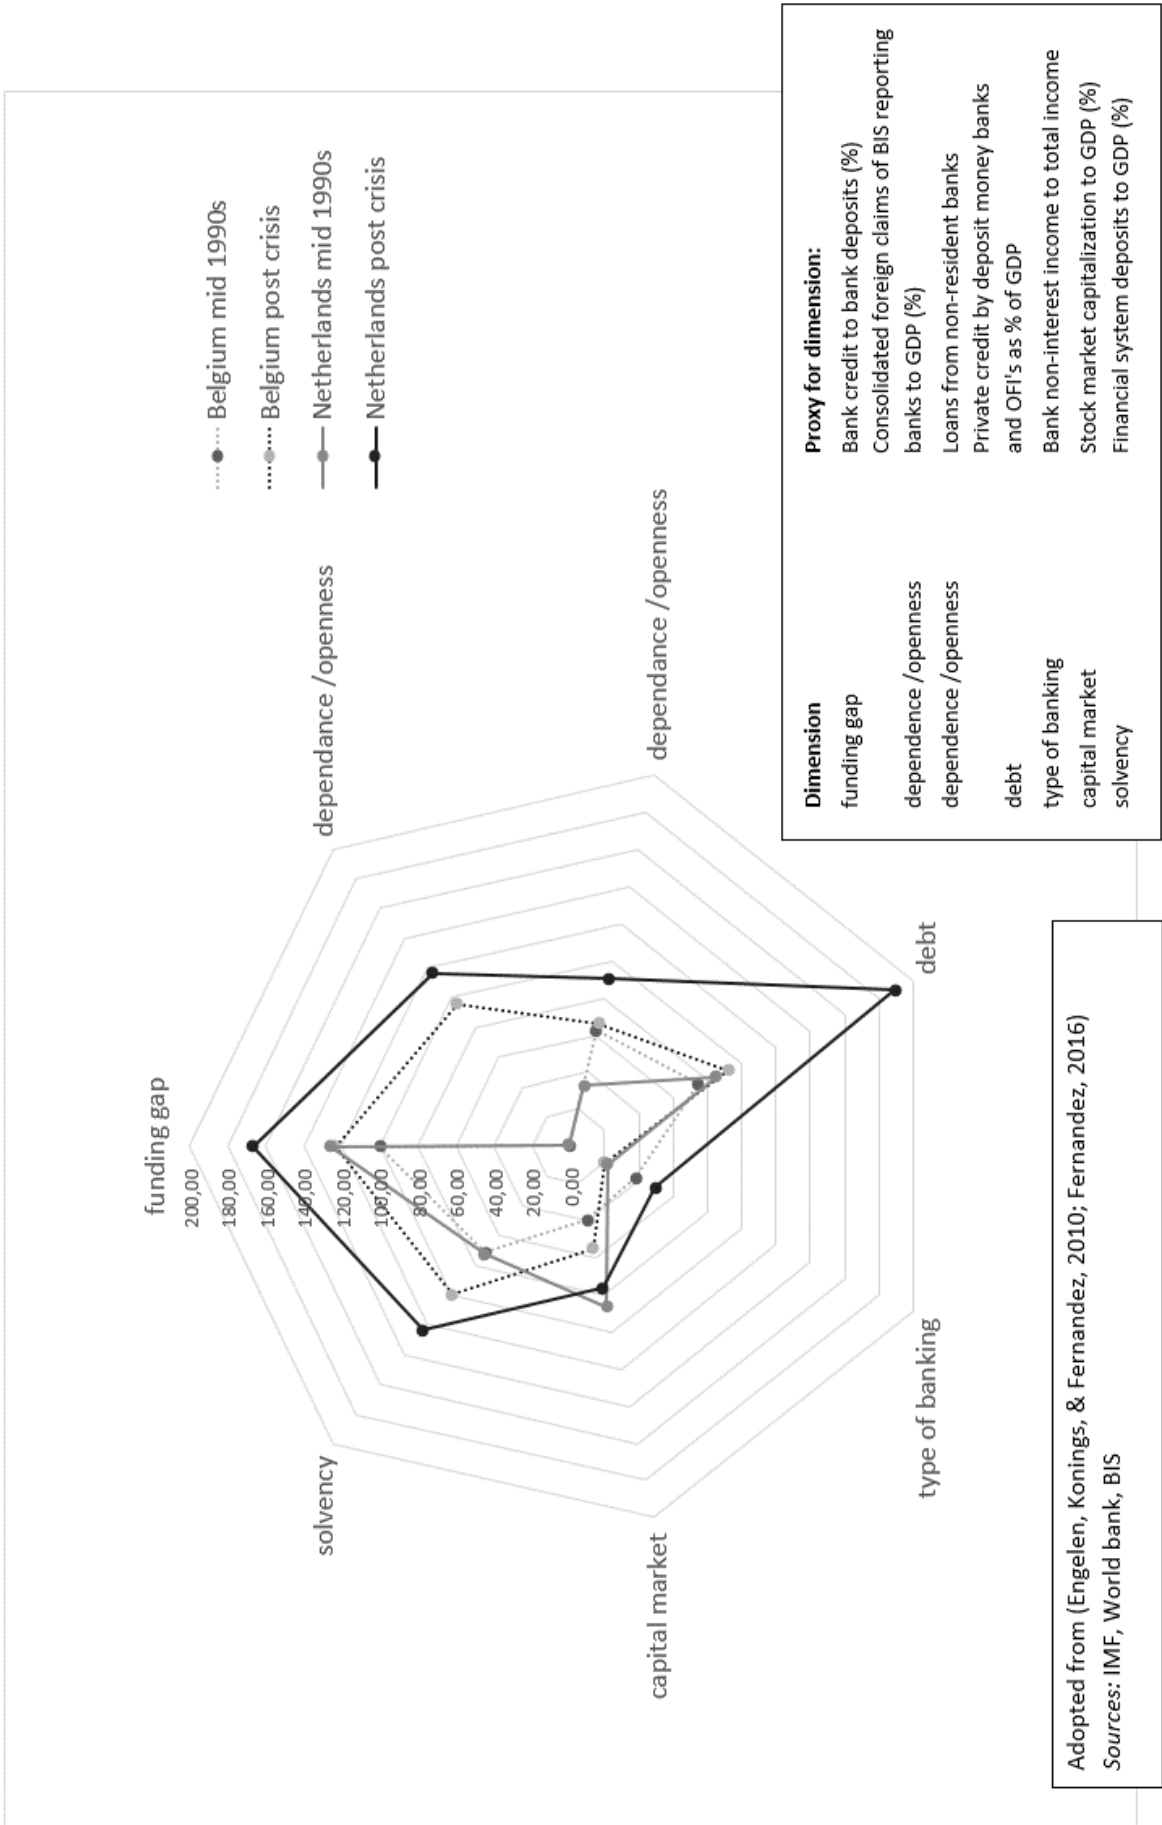 funding gap
200,00
180,00
160,00
140,00
120,00
100,00
80,00
60,00
40,00
20,00
0,00
dependance /openness
dependance /openness
debt
type of banking
capital market
solvency
Belgium mid 1990s
Belgium post crisis
Netherlands mid 1990s
Netherlands post crisis
Dimension Proxy for dimension:
funding gap Bank credit to bank deposits (%)
Consolidated foreign claims of BIS reporting
dependence /openness banks to GDP (%)
dependence /openness Loans from non-resident banks
Private credit by deposit money banks
debt and OFI's as % of GDP
type of banking Bank non-interest income to total income
capital market Stock market capitalization to GDP (%)
solvency Financial system deposits to GDP (%)
Adopted from (Engelen, Konings, & Fernandez, 2010; Fernandez, 2016)
Sources: IMF, World bank, BIS